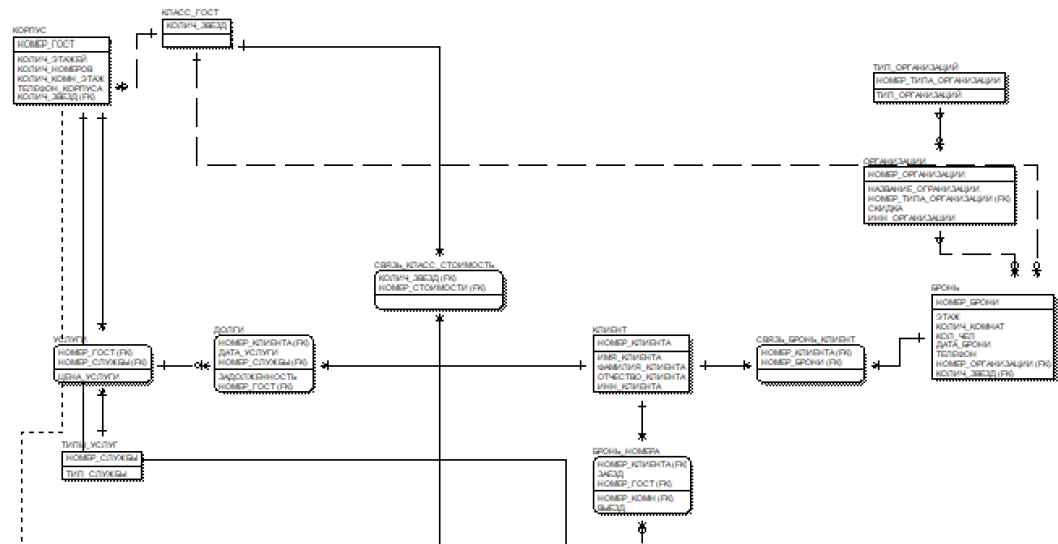 КЛАСС_ГОСТ
КОЛИЧ_ЗВЕЗД
КОРПУС
НОМЕР_ГОСТ
КОЛИЧ_ЭТАЖЕЙ
КОЛИЧ_НОМЕРОВ
КОЛИЧ_КОМН_ЭТАЖ
ТЕЛЕФОН_КОРПУСА
КОЛИЧ_ЗВЕЗД (FK)
ТИП_ОРГАНИЗАЦИЙ
НОМЕР_ТИПА_ОРГАНИЗАЦИИ
ТИП_ОРГАНИЗАЦИЙ
ОРГАНИЗАЦИИ
НОМЕР_ОРГАНИЗАЦИИ
НАЗВАНИЕ_ОГРАНИЗАЦИИ
НОМЕР_ТИПА_ОРГАНИЗАЦИИ (FK)
СКИДКА
ИНН_ОРГАНИЗАЦИИ
СВЯЗЬ_КЛАСС_СТОИМОСТЬ
КОЛИЧ_ЗВЕЗД (FK)
НОМЕР_СТОИМОСТИ (FK)
БРОНЬ
НОМЕР_БРОНИ
ЭТАЖ
КОЛИЧ_КОМНАТ
КОЛ_ЧЕЛ
ДАТА_БРОНИ
ТЕЛЕФОН
НОМЕР_ОРГАНИЗАЦИИ (FK)
КОЛИЧ_ЗВЕЗД (FK)
УСЛУГИ
НОМЕР_ГОСТ (FK)
НОМЕР_СЛУЖБЫ (FK)
ЦЕНА_УСЛУГИ
ДОЛГИ
НОМЕР_КЛИЕНТА (FK)
ДАТА_УСЛУГИ
НОМЕР_СЛУЖБЫ (FK)
ЗАДОЛЖЕННОСТЬ
НОМЕР_ГОСТ (FK)
КЛИЕНТ
НОМЕР_КЛИЕНТА
ИМЯ_КЛИЕНТА
ФАМИЛИЯ_КЛИЕНТА
ОТЧЕСТВО_КЛИЕНТА
ИНН_КЛИЕНТА
СВЯЗЬ_БРОНЬ_КЛИЕНТ
НОМЕР_КЛИЕНТА (FK)
НОМЕР_БРОНИ (FK)
ТИПЫ_УСЛУГ
НОМЕР_СЛУЖБЫ
ТИП_СЛУЖБЫ
БРОНЬ_НОМЕРА
НОМЕР_КЛИЕНТА (FK)
ЗАЕЗД
НОМЕР_ГОСТ (FK)
НОМЕР_КОМН (FK)
ВЫЕЗД